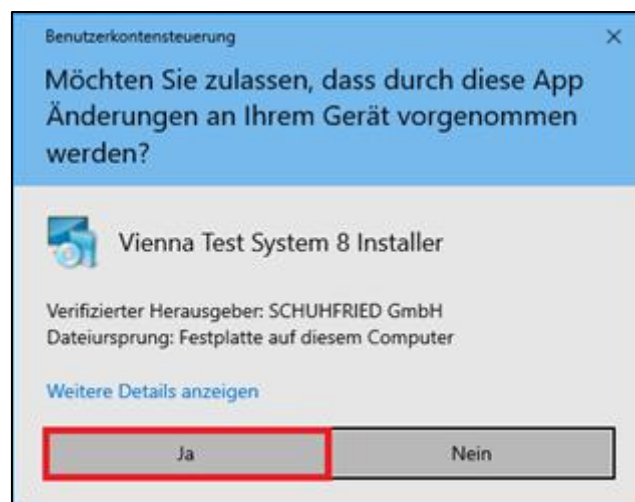 Benutzerkontensteuerung
Möchten Sie zulassen, dass durch diese App
Änderungen an Ihrem Gerät vorgenommen
werden?
Vienna Test System 8 Installer
Verifizierter Herausgeber: SCHUHFRIED GmbH
Dateiursprung: Festplatte auf diesem Computer
Weitere Details anzeigen
Ja Nein